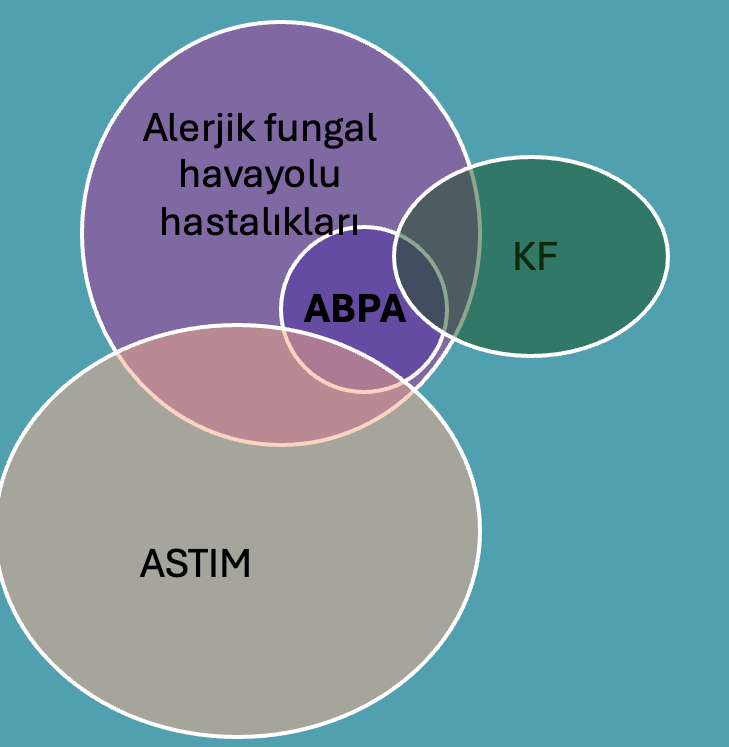 Alerjik fungal
havayolu
hastalıkları
KF
ABPA
ASTIM